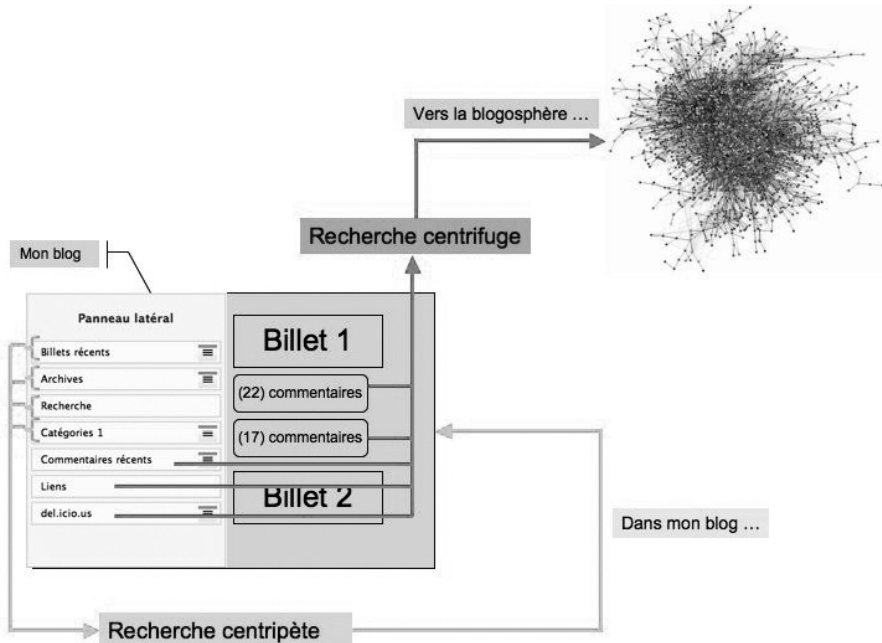 Vers la blogosphère ...
Recherche centrifuge
Mon blog
Panneau latéral
Billets récents
Archives
Recherche
Catégories 1
Commentaires récents
Liens
del.icio.us
Billet 1
(22) commentaires
(17) commentaires
Billet 2
Dans mon blog ...
Recherche centripète